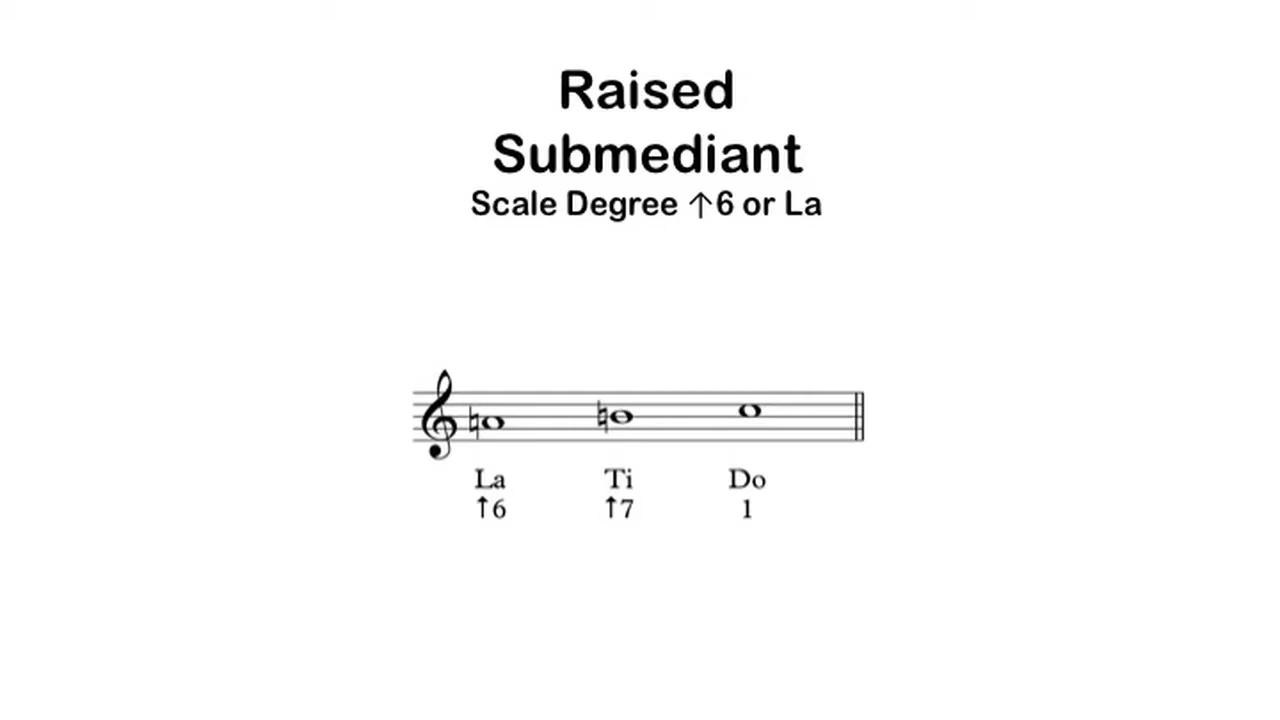 Raised
Submediant
Scale Degree ↑6 or La
La Ti Do
↑6 ↑7 1